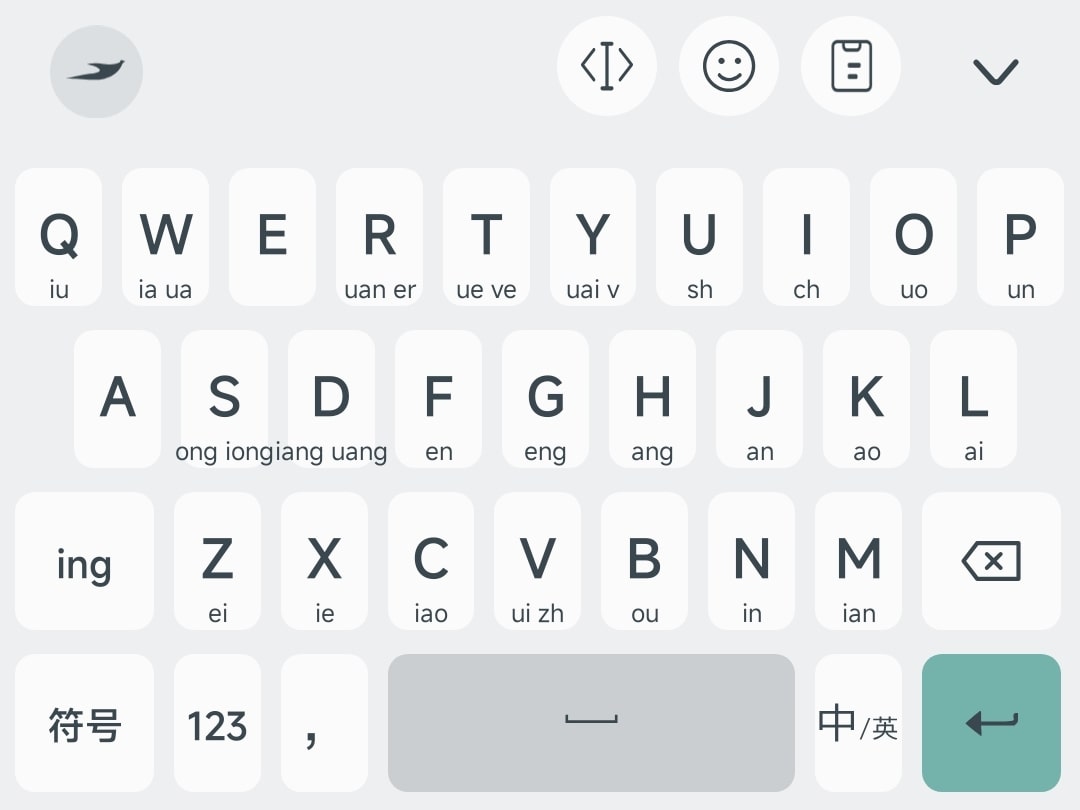 Q W E R T Y U I O P
iu ia ua uan er ue ve uai v sh ch uo un
A S D F G H J K L
ong iong iang uang en eng ang an ao ai
ing Z X C V B N M
ei ie iao ui zh ou in ian
符号 123 , 中/英